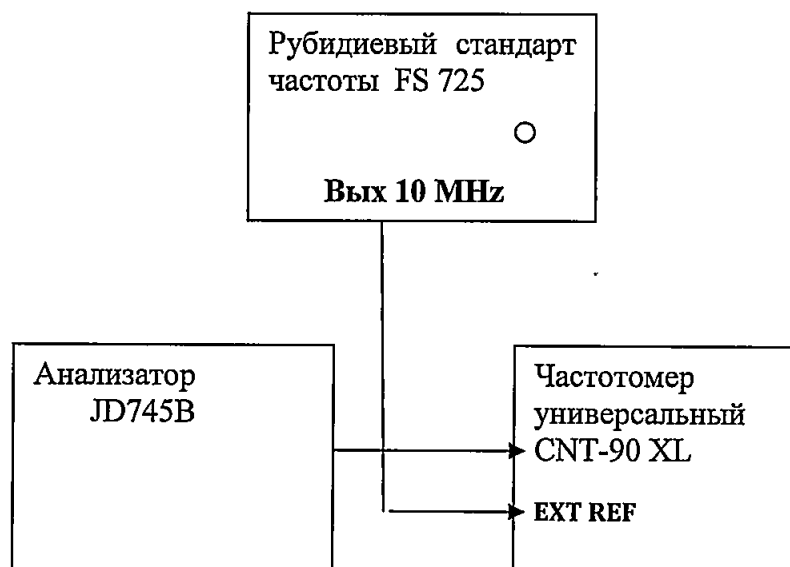 Рубидиевый стандарт
частоты FS 725
Вых 10 MHz
Анализатор
JD745B
Частотомер
универсальный
CNT-90 XL
EXT REF